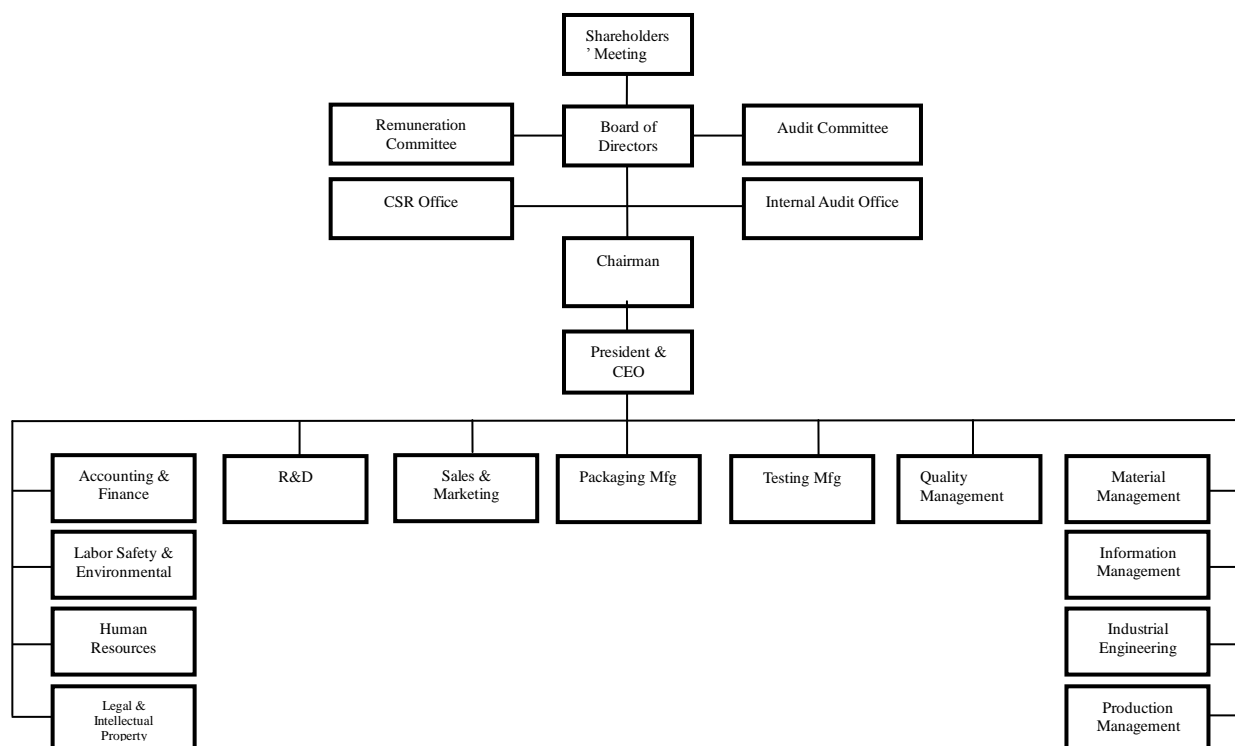 Shareholders
’ Meeting
Remuneration
Committee
Board of
Directors
Audit Committee
CSR Office
Internal Audit Office
Chairman
President &
CEO
Accounting &
Finance
R&D
Sales &
Marketing
Packaging Mfg
Testing Mfg
Quality
Management
Material
Management
Labor Safety &
Environmental
Information
Management
Human
Resources
Industrial
Engineering
Legal &
Intellectual
Property
Production
Management